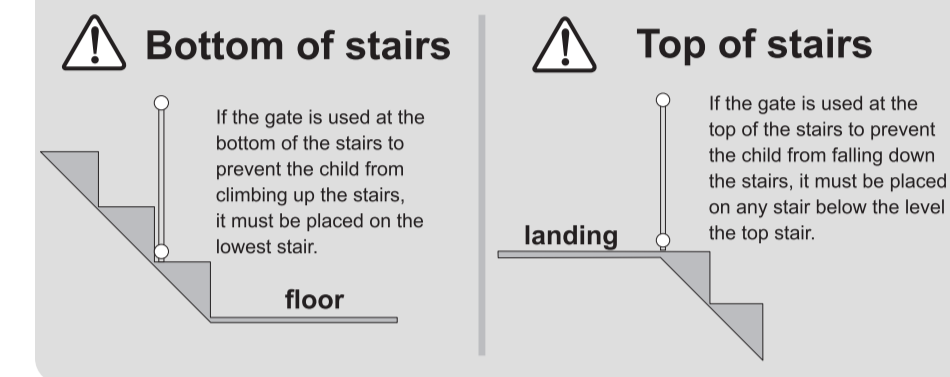 Bottom of stairs
If the gate is used at the
bottom of the stairs to
prevent the child from
climbing up the stairs,
it must be placed on the
lowest stair.
floor
Top of stairs
If the gate is used at the
top of the stairs to prevent
the child from falling down
the stairs, it must be placed
on any stair below the level
the top stair.
landing